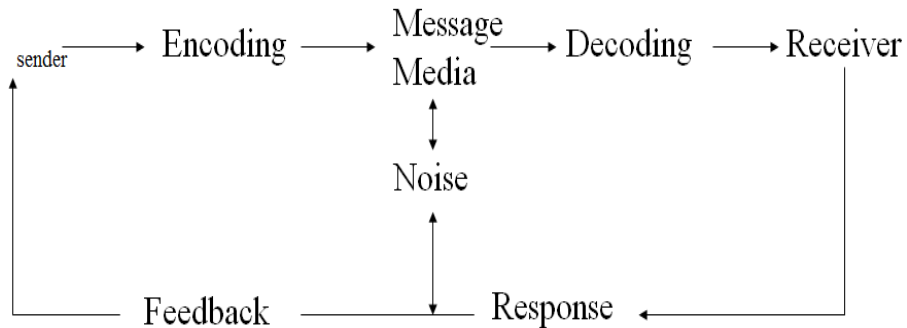 sender
Encoding
Message
Media
Decoding
Receiver
Noise
Feedback
Response